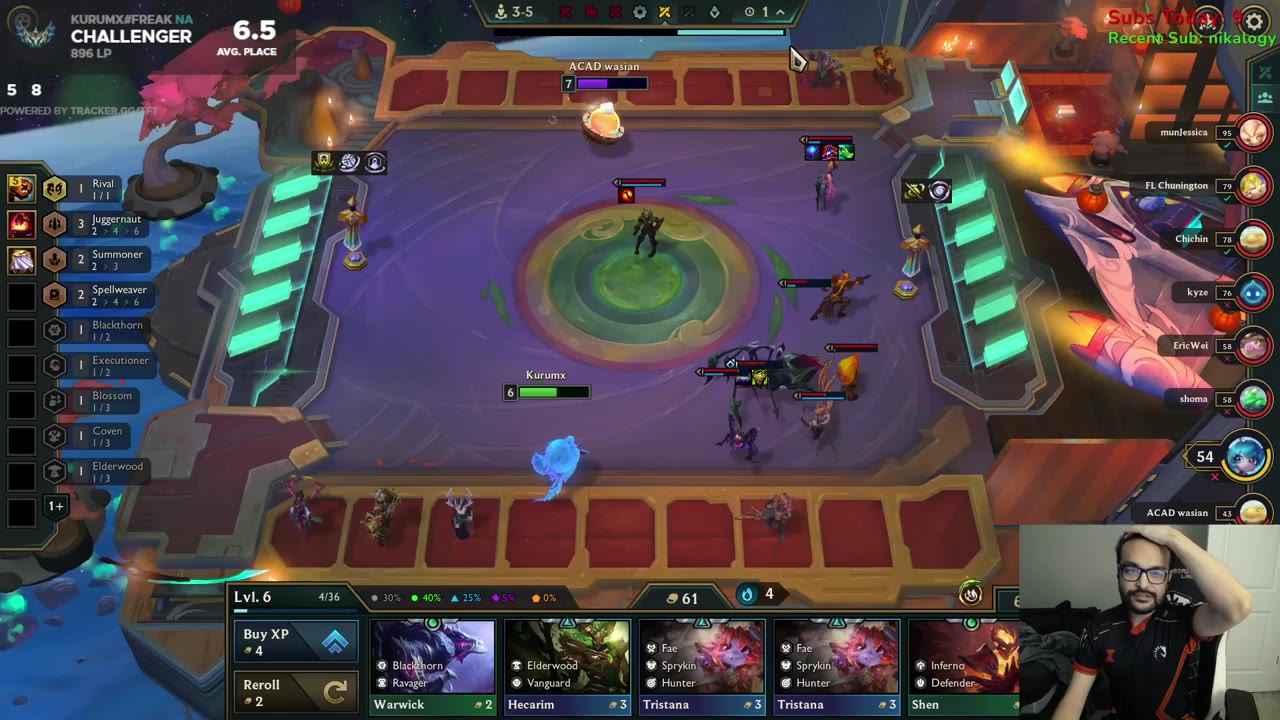 KURUMX#FREAK NA
CHALLENGER
896 LP
6.5
AVG. PLACE
5 8
POWERED BY TRACKER.GG/TFT
3-5
1
Subs Today: 9
Recent Sub: nikalogy
ACAD wasian
7
Kurumx
6
1 Rival
1 / 1
3 Juggernaut
2 > 4 > 6
2 Summoner
2 > 3
2 Spellweaver
2 > 4 > 6
1 Blackthorn
1 / 2
1 Executioner
1 / 2
1 Blossom
1 / 3
1 Coven
1 / 3
1 Elderwood
1 / 3
1+
munJessica 95
FL Chunington 79
Chichin 78
kyze 76
EricWei 58
shoma 58
54
ACAD wasian 43
Lvl. 6 4/36
30% 40% 25% 5% 0%
61
4
Buy XP
4
Reroll
2
Blackthorn
Ravager
Warwick 2
Elderwood
Vanguard
Hecarim 3
Fae
Sprykin
Hunter
Tristana 3
Fae
Sprykin
Hunter
Tristana 3
Inferno
Defender
Shen